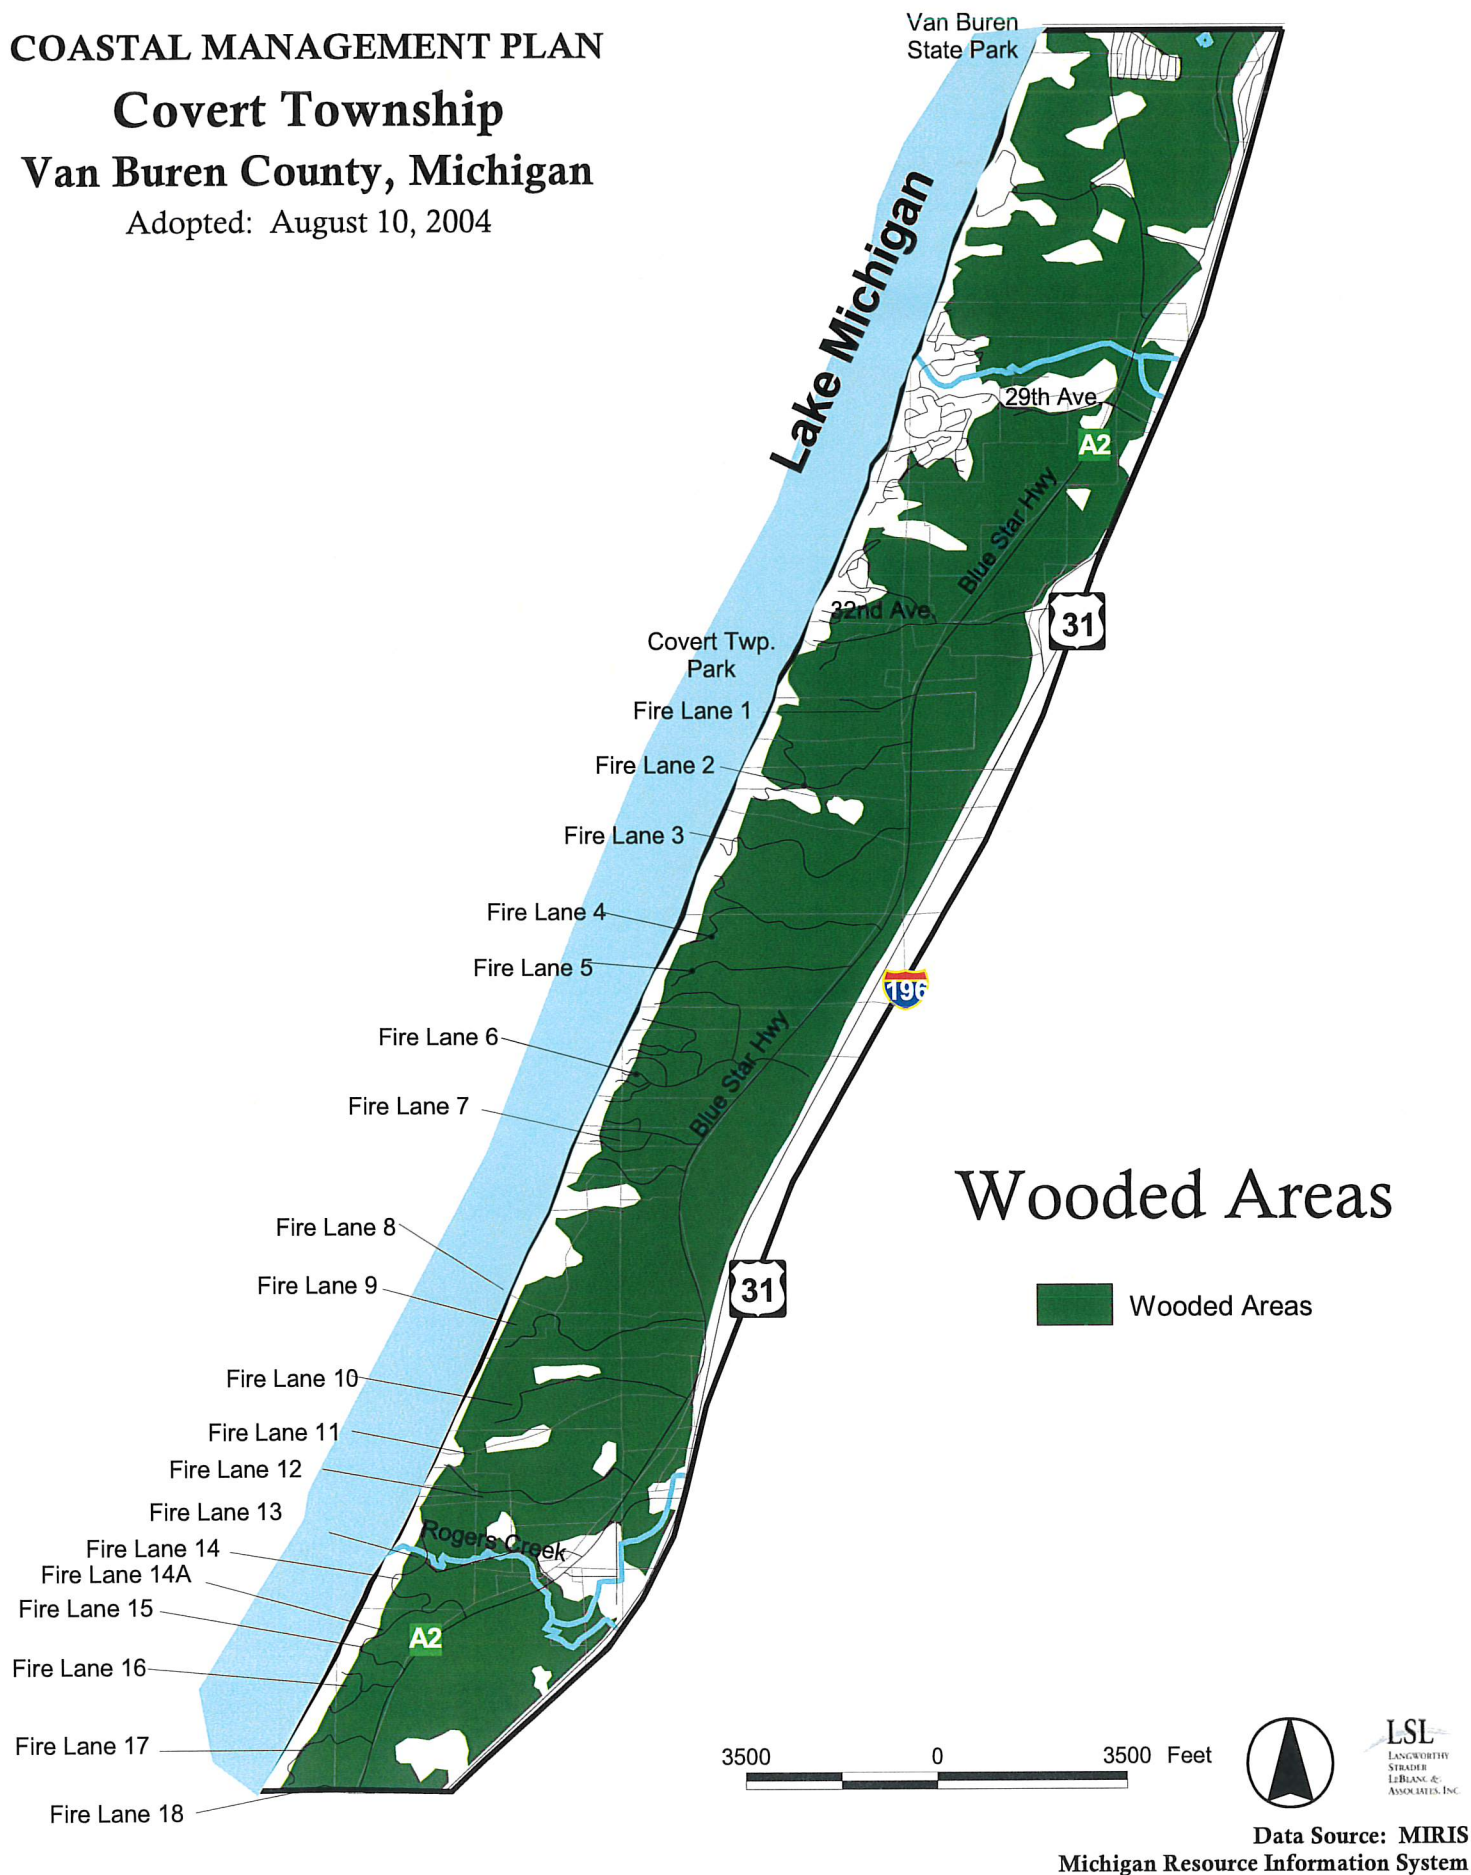 COASTAL MANAGEMENT PLAN
Covert Township
Van Buren County, Michigan
Adopted: August 10, 2004
Van Buren
State Park
Lake Michigan
29th Ave.
A2
Blue Star Hwy
32nd Ave.
31
Covert Twp.
Park
Fire Lane 1
Fire Lane 2
Fire Lane 3
Fire Lane 4
Fire Lane 5
196
Fire Lane 6
Blue Star Hwy
Fire Lane 7
Wooded Areas
Fire Lane 8
Fire Lane 9
31
Wooded Areas
Fire Lane 10
Fire Lane 11
Fire Lane 12
Fire Lane 13
Rogers Creek
Fire Lane 14
Fire Lane 14A
Fire Lane 15
A2
Fire Lane 16
Fire Lane 17
Fire Lane 18
3500 0 3500 Feet
LSL
LANGWORTHY
STRADER
LEBLANC &
ASSOCIATES, INC.
Data Source: MIRIS
Michigan Resource Information System